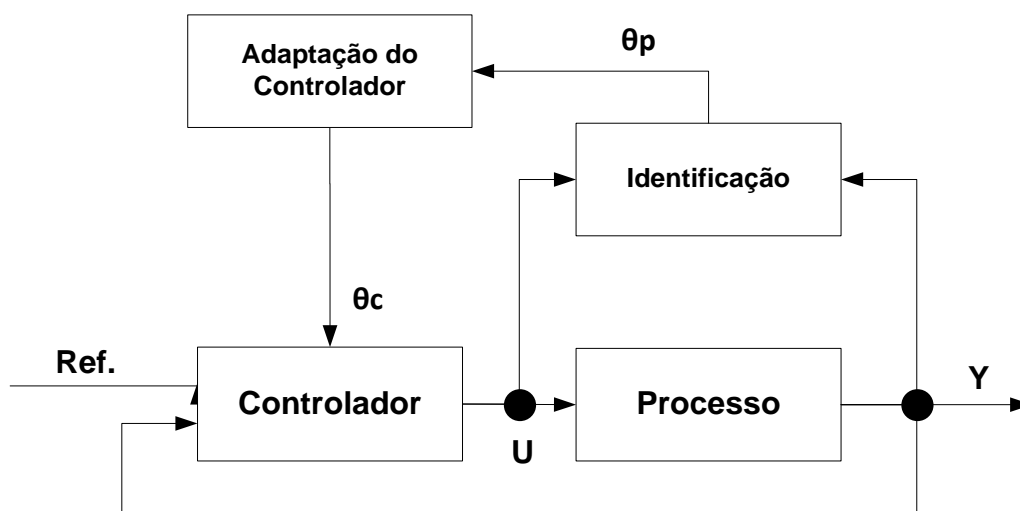 Adaptação do
Controlador
θp
Identificação
θc
Ref.
Controlador
U
Processo
Y